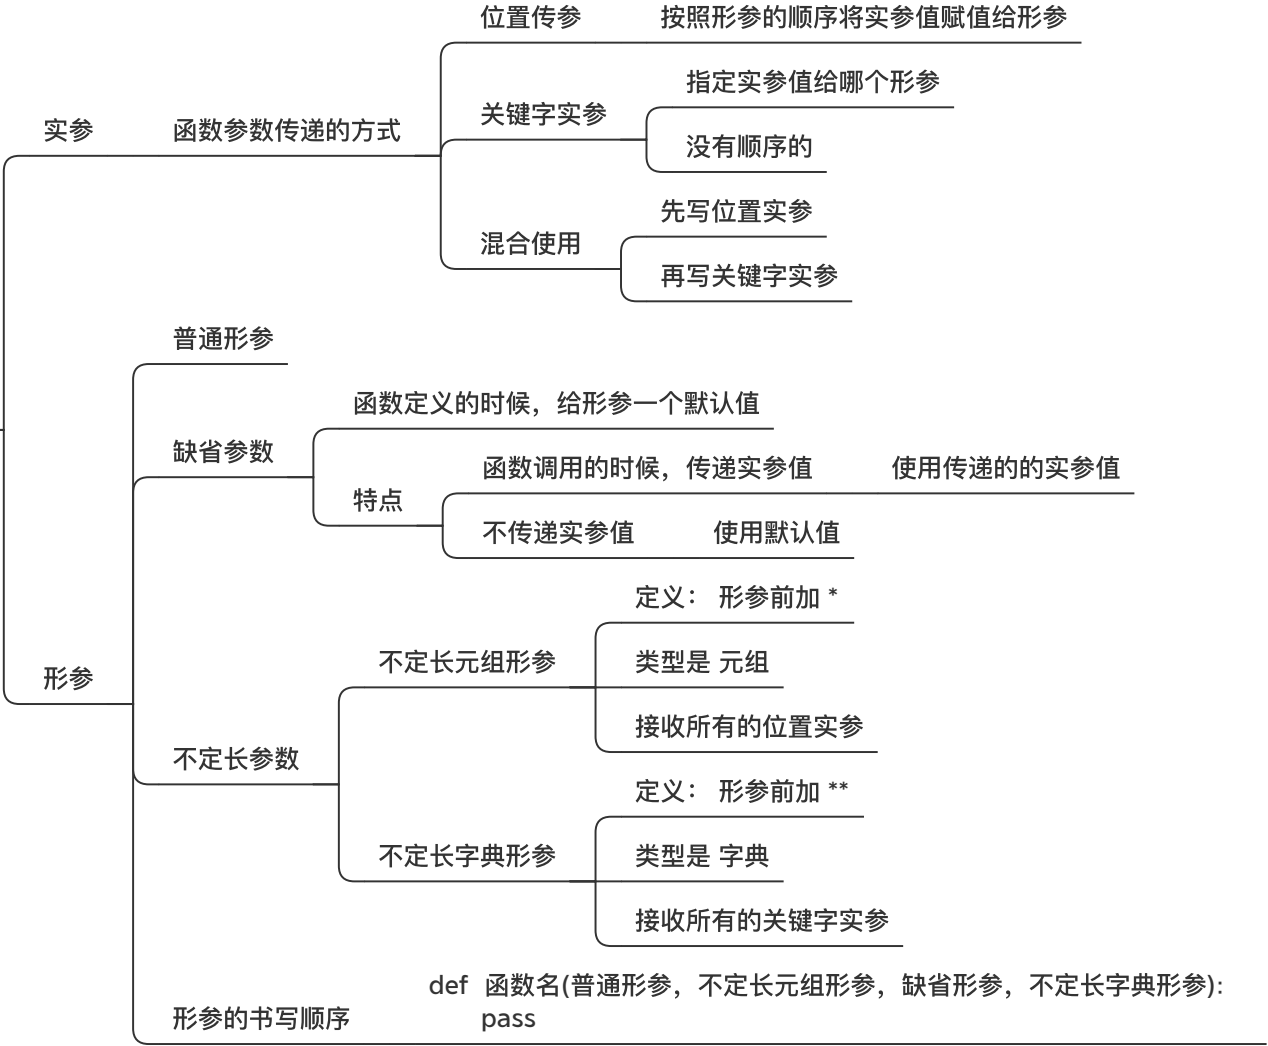 位置传参
按照形参的顺序将实参值赋值给形参
指定实参值给哪个形参
关键字实参
实参
函数参数传递的方式
没有顺序的
先写位置实参
混合使用
再写关键字实参
普通形参
函数定义的时候，给形参一个默认值
缺省参数
函数调用的时候，传递实参值
使用传递的的实参值
特点
不传递实参值
使用默认值
定义： 形参前加 *
不定长元组形参
类型是 元组
形参
接收所有的位置实参
不定长参数
定义： 形参前加 **
不定长字典形参
类型是 字典
接收所有的关键字实参
def 函数名(普通形参，不定长元组形参，缺省形参，不定长字典形参):
形参的书写顺序
pass